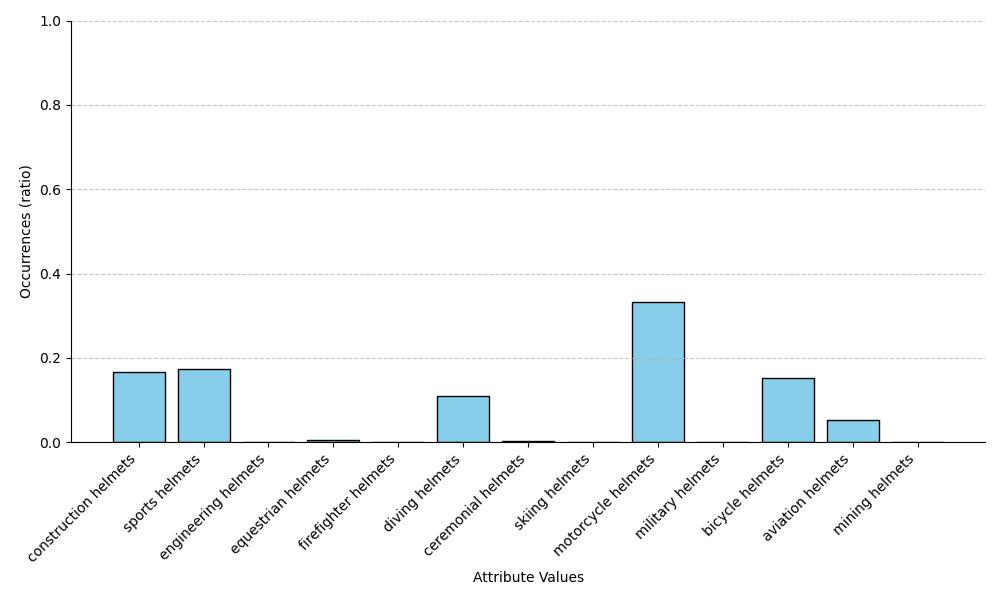 1.0
0.8
0.6
0.4
0.2
0.0
Occurrences (ratio)
construction helmets
sports helmets
engineering helmets
equestrian helmets
firefighter helmets
diving helmets
ceremonial helmets
skiing helmets
motorcycle helmets
military helmets
bicycle helmets
aviation helmets
mining helmets
Attribute Values